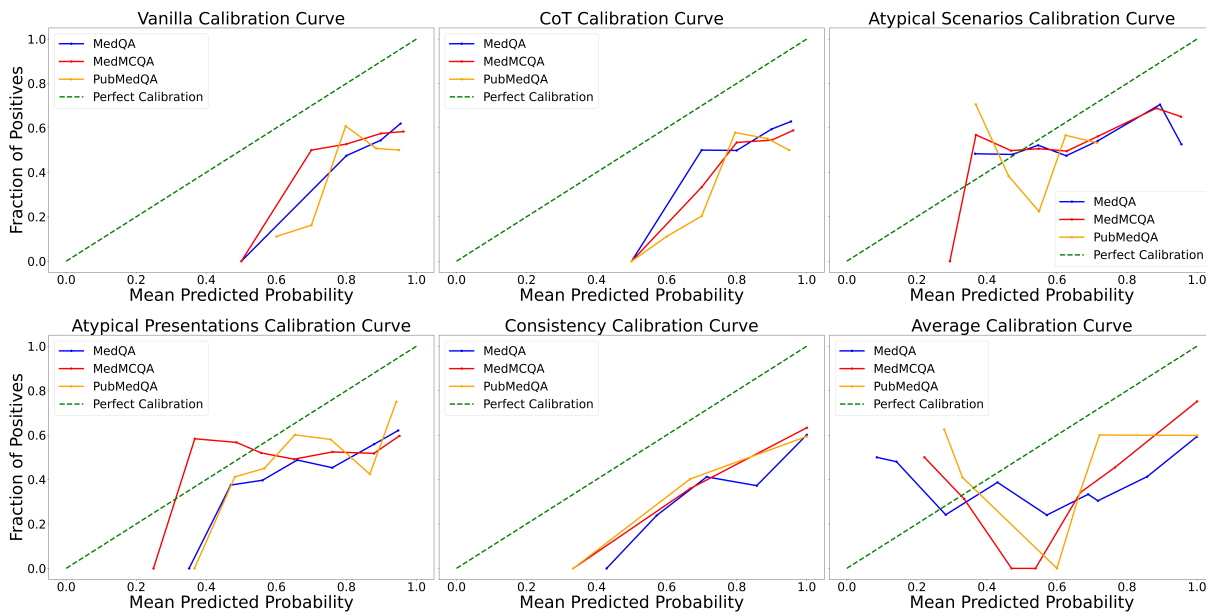 Vanilla Calibration Curve
Fraction of Positives
1.0
0.8
0.6
0.4
0.2
0.0
MedQA
MedMCQA
PubMedQA
Perfect Calibration
0.0 0.2 0.4 0.6 0.8 1.0
Mean Predicted Probability
CoT Calibration Curve
MedQA
MedMCQA
PubMedQA
Perfect Calibration
0.0 0.2 0.4 0.6 0.8 1.0
Mean Predicted Probability
Atypical Scenarios Calibration Curve
MedQA
MedMCQA
PubMedQA
Perfect Calibration
0.0 0.2 0.4 0.6 0.8 1.0
Mean Predicted Probability
Atypical Presentations Calibration Curve
Fraction of Positives
1.0
0.8
0.6
0.4
0.2
0.0
MedQA
MedMCQA
PubMedQA
Perfect Calibration
0.0 0.2 0.4 0.6 0.8 1.0
Mean Predicted Probability
Consistency Calibration Curve
MedQA
MedMCQA
PubMedQA
Perfect Calibration
0.0 0.2 0.4 0.6 0.8 1.0
Mean Predicted Probability
Average Calibration Curve
MedQA
MedMCQA
PubMedQA
Perfect Calibration
0.0 0.2 0.4 0.6 0.8 1.0
Mean Predicted Probability